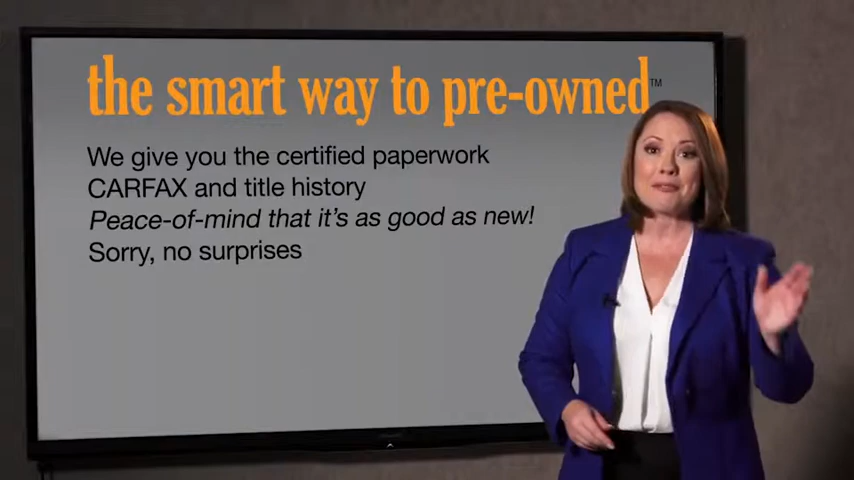 the smart way to pre-owned™
We give you the certified paperwork
CARFAX and title history
Peace-of-mind that it's as good as new!
Sorry, no surprises